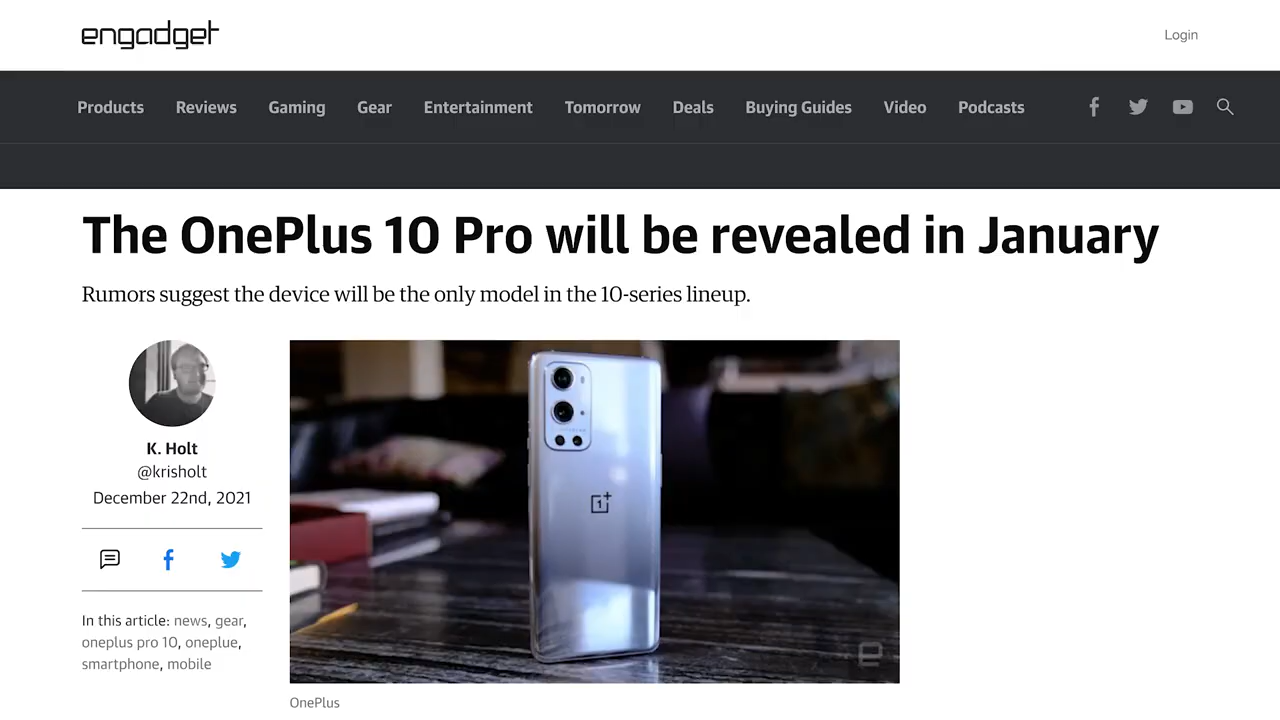 engadget
Login
Products Reviews Gaming Gear Entertainment Tomorrow Deals Buying Guides Video Podcasts
The OnePlus 10 Pro will be revealed in January
Rumors suggest the device will be the only model in the 10-series lineup.
K. Holt
@krisholt
December 22nd, 2021
In this article: news, gear,
oneplus pro 10, oneplue,
smartphone, mobile
OnePlus